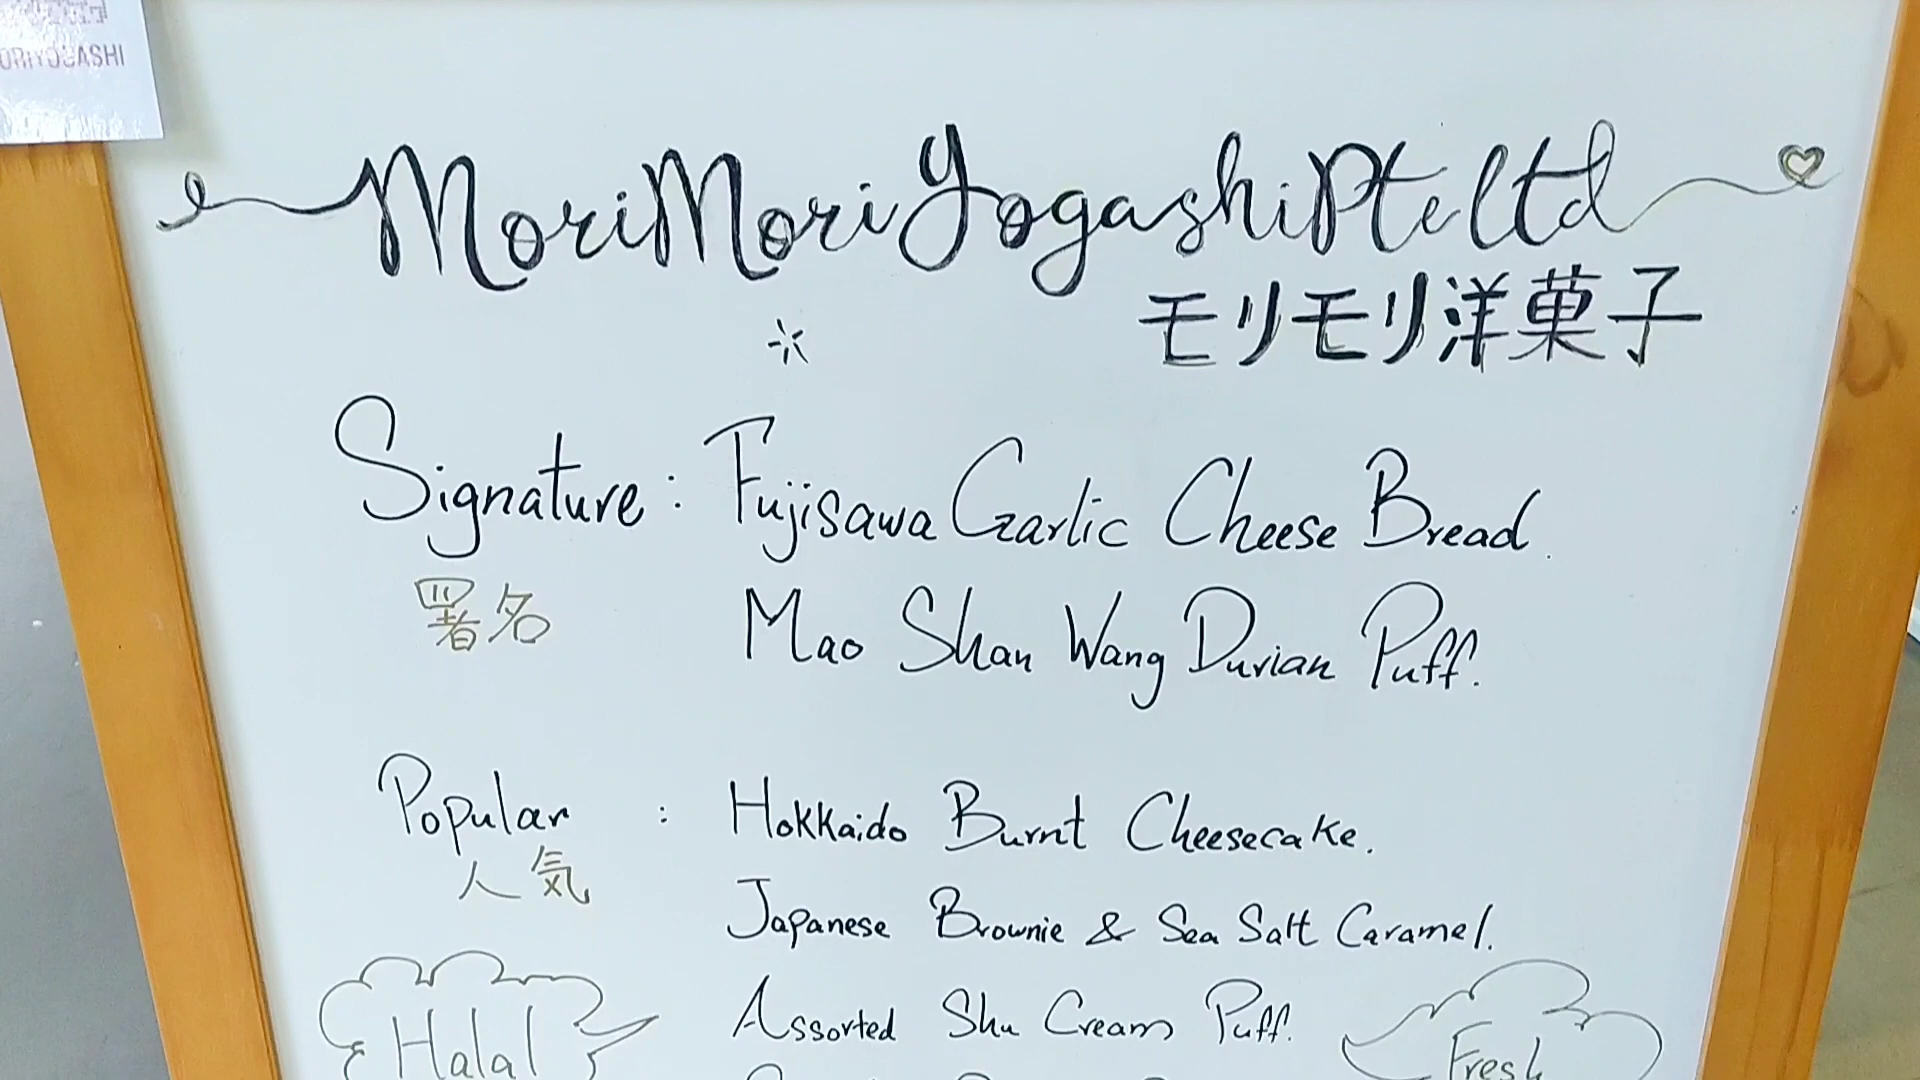 MoriMoriYogashiPteltd
モリモリ洋菓子
Signature : Fujisawa Garlic Cheese Bread.
署名
Mao Shan Wang Durian Puff.
Popular : Hokkaido Burnt Cheesecake.
人気
Japanese Brownie & Sea Salt Caramel.
Assorted Shu Cream Puff.
Halal
Fresh